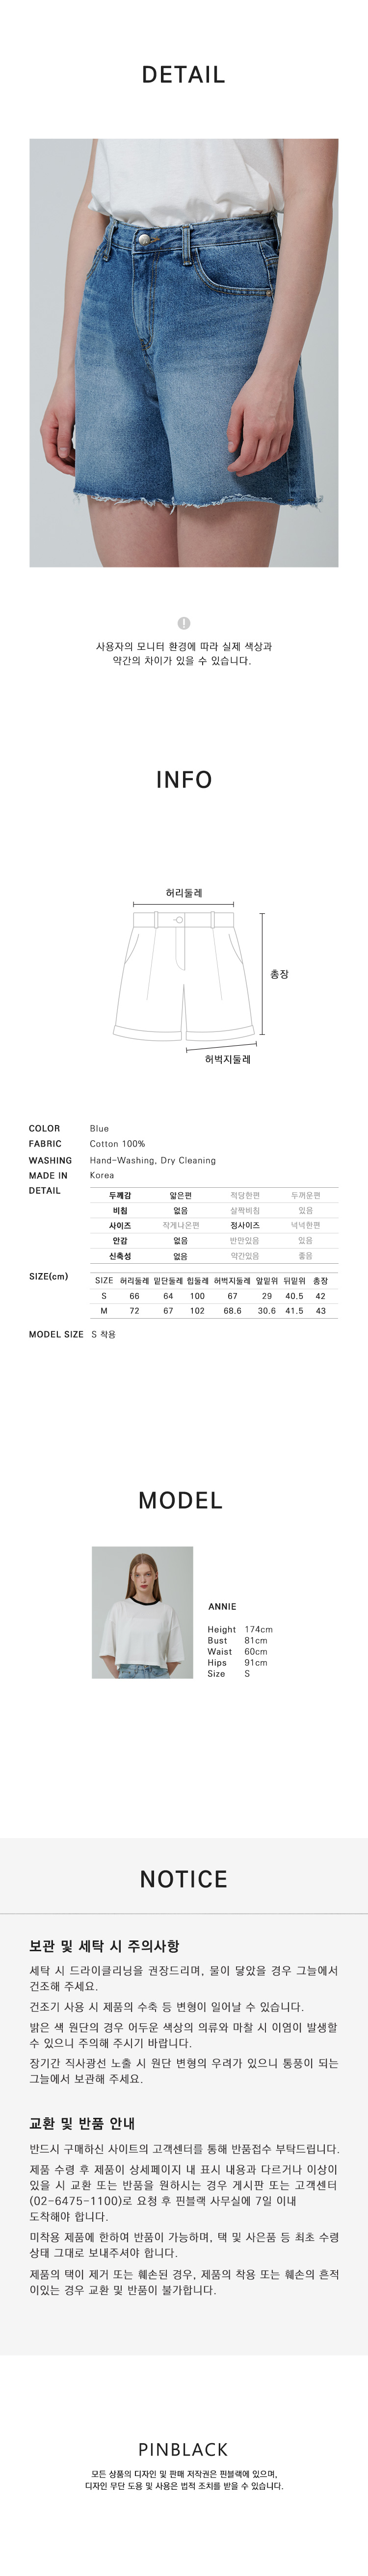 DETAIL
!
사용자의 모니터 환경에 따라 실제 색상과
약간의 차이가 있을 수 있습니다.
INFO
허리둘레
총장
허벅지둘레
COLOR Blue
FABRIC Cotton 100%
WASHING Hand-Washing, Dry Cleaning
MADE IN Korea
DETAIL
두께감 얇은편 적당한편 두꺼운편
비침 없음 살짝비침 있음
사이즈 작게나온편 정사이즈 넉넉한편
안감 없음 반만있음 있음
신축성 없음 약간있음 좋음
SIZE(cm)
SIZE 허리둘레 밑단둘레 힙둘레 허벅지둘레 앞밑위 뒤밑위 총장
S 66 64 100 67 29 40.5 42
M 72 67 102 68.6 30.6 41.5 43
MODEL SIZE S 착용
MODEL
ANNIE
Height 174cm
Bust 81cm
Waist 60cm
Hips 91cm
Size S
NOTICE
보관 및 세탁 시 주의사항
세탁 시 드라이클리닝을 권장드리며, 물이 닿았을 경우 그늘에서
건조해 주세요.
건조기 사용 시 제품의 수축 등 변형이 일어날 수 있습니다.
밝은 색 원단의 경우 어두운 색상의 의류와 마찰 시 이염이 발생할
수 있으니 주의해 주시기 바랍니다.
장기간 직사광선 노출 시 원단 변형의 우려가 있으니 통풍이 되는
그늘에서 보관해 주세요.
교환 및 반품 안내
반드시 구매하신 사이트의 고객센터를 통해 반품접수 부탁드립니다.
제품 수령 후 제품이 상세페이지 내 표시 내용과 다르거나 이상이
있을 시 교환 또는 반품을 원하시는 경우 게시판 또는 고객센터
(02-6475-1100)로 요청 후 핀블랙 사무실에 7일 이내
도착해야 합니다.
미착용 제품에 한하여 반품이 가능하며, 택 및 사은품 등 최초 수령
상태 그대로 보내주셔야 합니다.
제품의 택이 제거 또는 훼손된 경우, 제품의 착용 또는 훼손의 흔적
이있는 경우 교환 및 반품이 불가합니다.
PINBLACK
모든 상품의 디자인 및 판매 저작권은 핀블랙에 있으며,
디자인 무단 도용 및 사용은 법적 조치를 받을 수 있습니다.